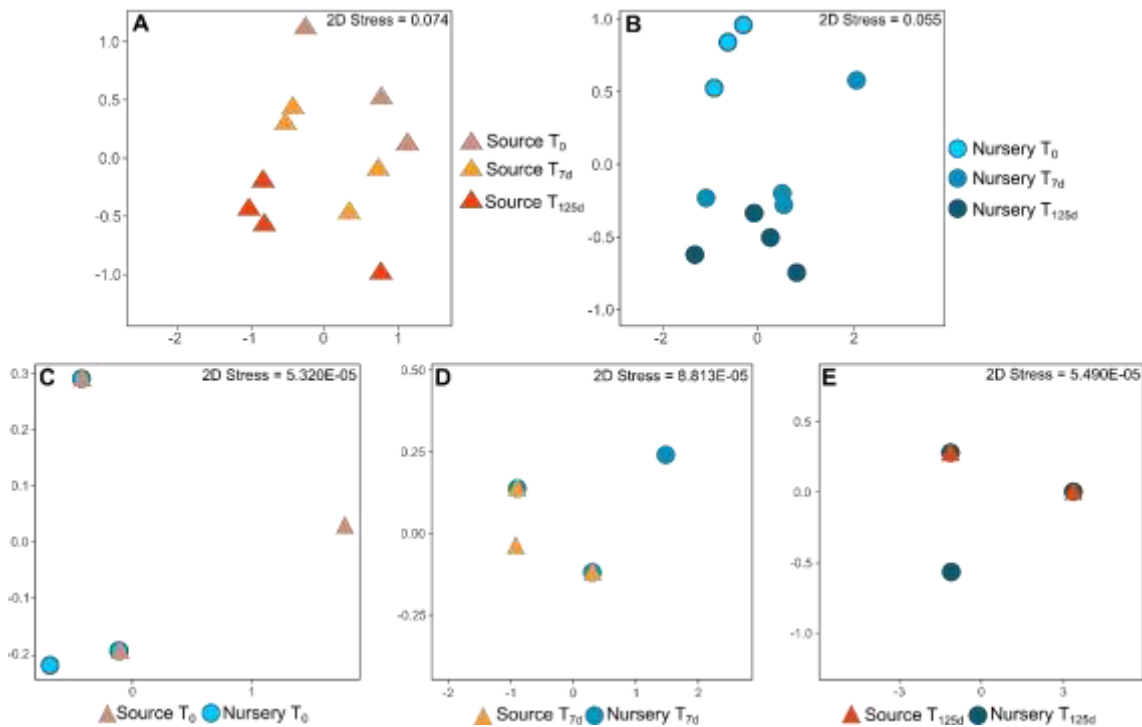 A 2D Stress = 0.074
1.0
0.5
0.0
-0.5
-1.0
-2 -1 0 1
Source T0
Source T7d
Source T125d
B 2D Stress = 0.055
1.0
0.5
0.0
-0.5
-1.0
-2 0 2
Nursery T0
Nursery T7d
Nursery T125d
C 2D Stress = 5.320E-05
0.3
0.2
0.1
0.0
-0.1
-0.2
0 1
Source T0 Nursery T0
D 2D Stress = 8.813E-05
0.50
0.25
0.00
-0.25
-2 -1 0 1 2
Source T7d Nursery T7d
E 2D Stress = 5.490E-05
0.5
0.0
-0.5
-1.0
-3 0 3
Source T125d Nursery T125d